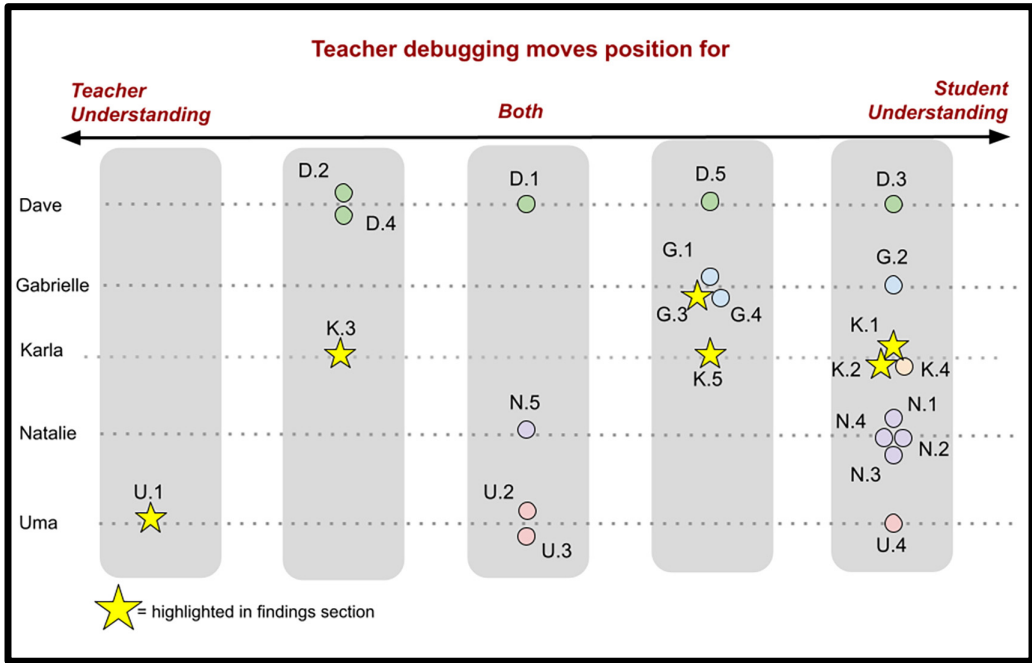 Teacher debugging moves position for
Teacher
Understanding
Both
Student
Understanding
D.2
D.1
D.5
D.3
Dave
D.4
G.1
G.2
Gabrielle
G.3
G.4
K.3
K.1
Karla
K.5
K.2
K.4
N.5
N.4
N.1
Natalie
N.2
N.3
U.1
U.2
Uma
U.3
U.4
= highlighted in findings section